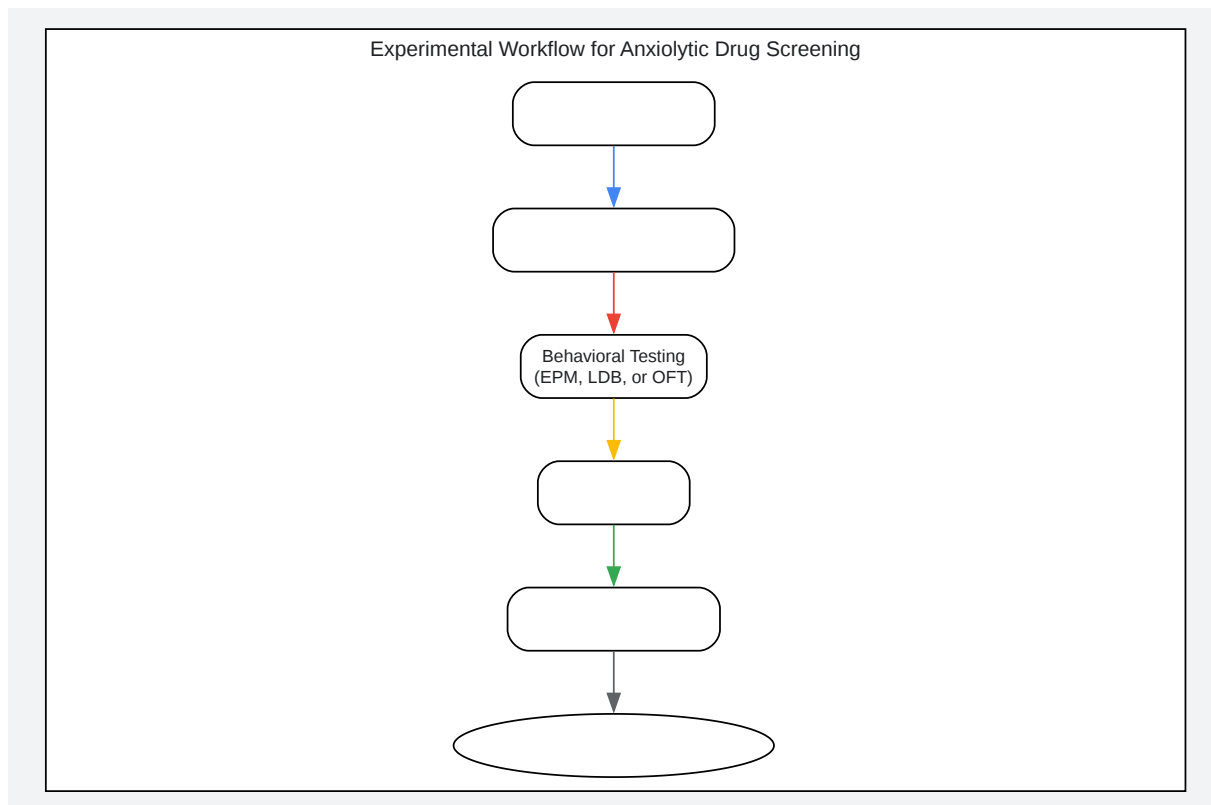 Experimental Workflow for Anxiolytic Drug Screening
Behavioral Testing
(EPM, LDB, or OFT)